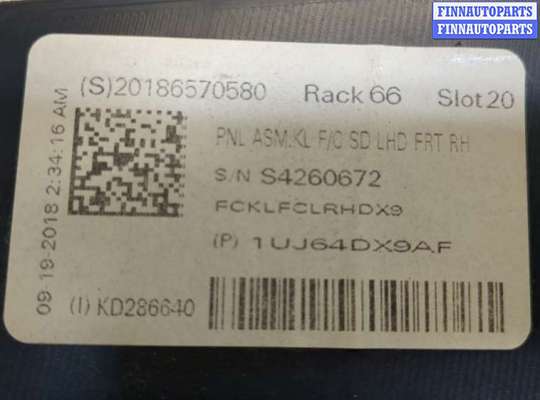 FINNAUTOPARTS
FINNAUTOPARTS
(S)20186570580 Rack 66 Slot 20
PNL ASM.KL F/C SD LHD FRT RH
S/N S4260672
FCKLFCLRHDX9
(P) 1UJ64DX9AF
(I) KD286640
09-19-2018 2:34:16 AM